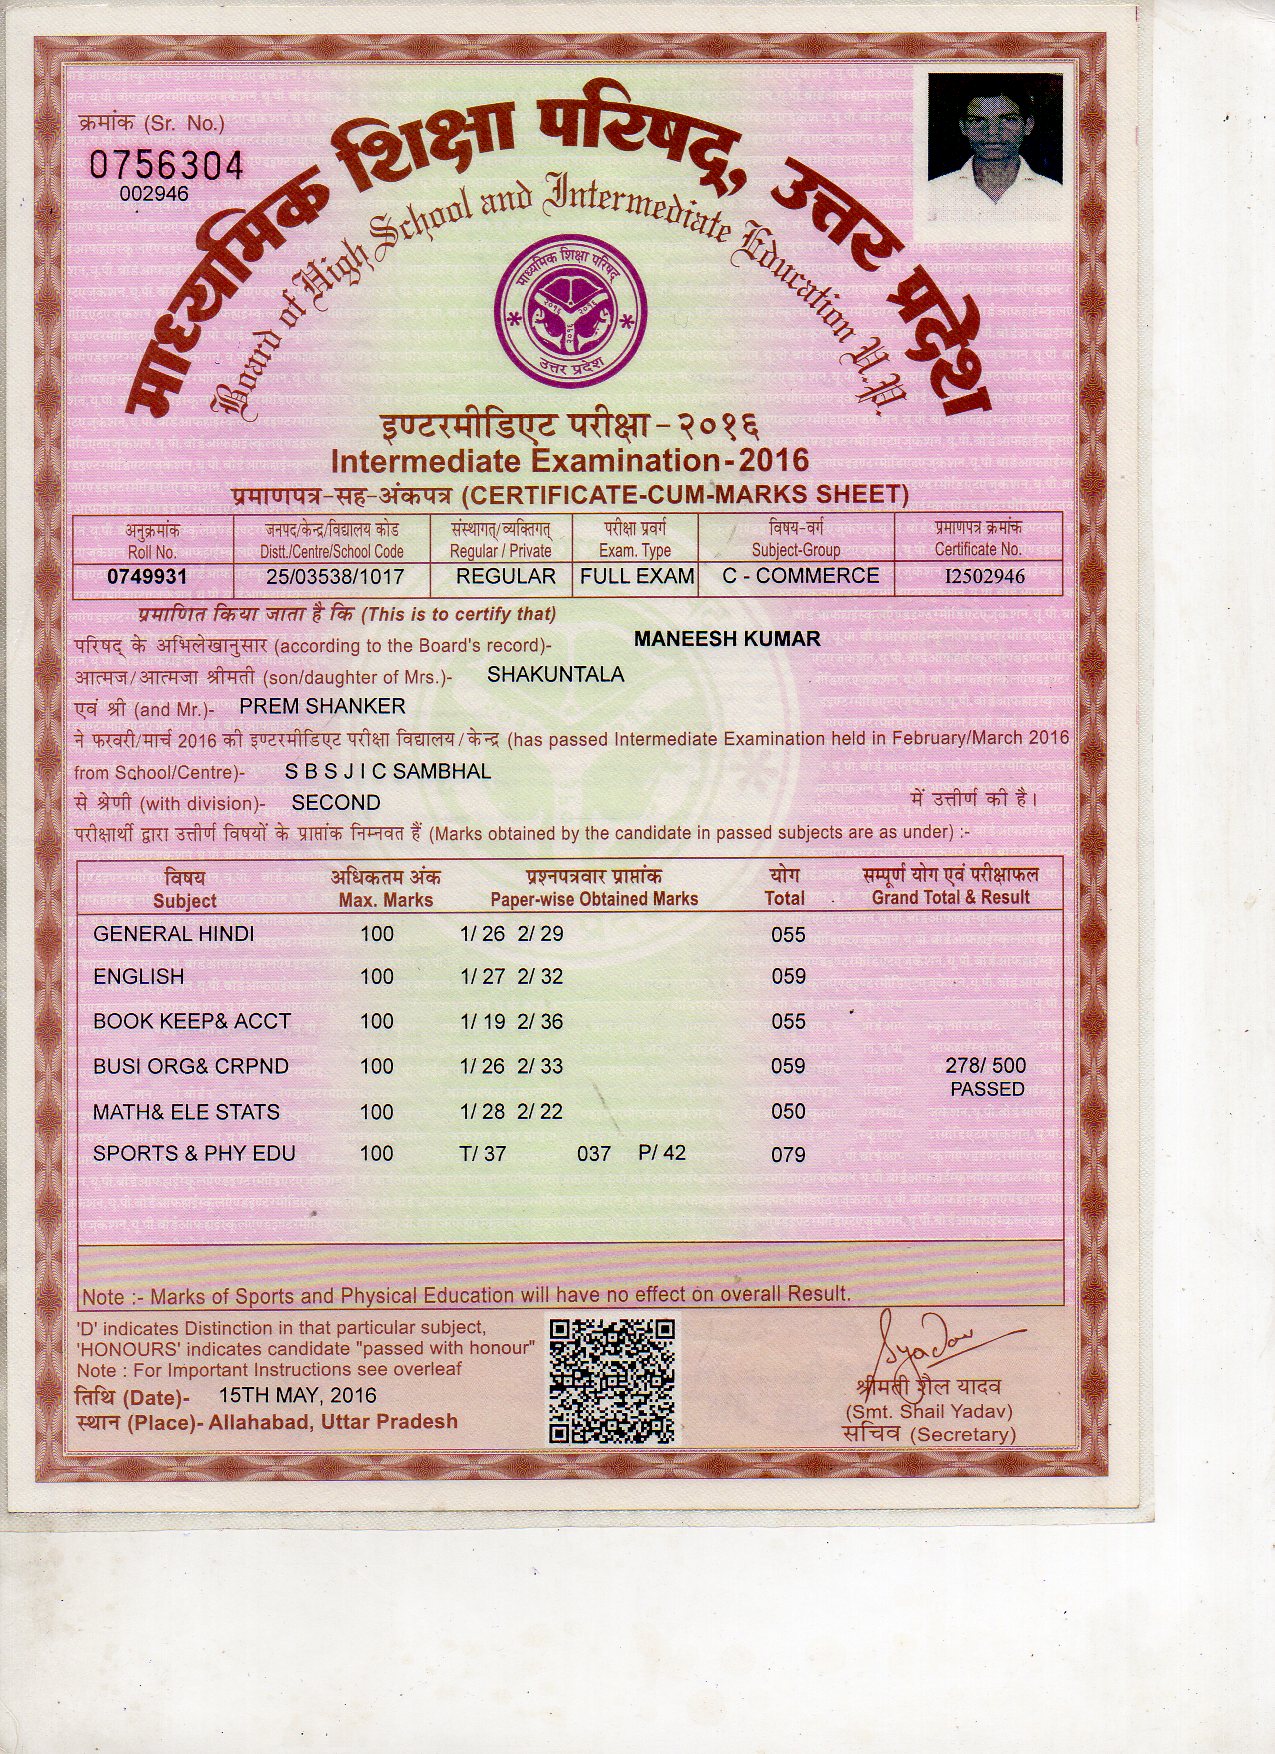 क्रमांक (Sr. No.)
0756304
002946
माध्यमिक शिक्षा परिषद्, उत्तर प्रदेश
Board of High School and Intermediate Education U.P.
माध्यमिक शिक्षा परिषद्
उत्तर प्रदेश
इण्टरमीडिएट परीक्षा - २०१६
Intermediate Examination - 2016
प्रमाणपत्र-सह-अंकपत्र (CERTIFICATE-CUM-MARKS SHEET)
अनुक्रमांक जनपद/केन्द्र/विद्यालय कोड संस्थागत्/व्यक्तिगत् परीक्षा प्रवर्ग विषय-वर्ग प्रमाणपत्र क्रमांक
Roll No. Distt./Centre/School Code Regular / Private Exam. Type Subject-Group Certificate No.
0749931 25/03538/1017 REGULAR FULL EXAM C - COMMERCE I2502946
प्रमाणित किया जाता है कि (This is to certify that)
परिषद् के अभिलेखानुसार (according to the Board's record)- MANEESH KUMAR
आत्मज/आत्मजा श्रीमती (son/daughter of Mrs.)- SHAKUNTALA
एवं श्री (and Mr.)- PREM SHANKER
ने फरवरी/मार्च 2016 की इण्टरमीडिएट परीक्षा विद्यालय/केन्द्र (has passed Intermediate Examination held in February/March 2016
from School/Centre)- S B S J I C SAMBHAL
से श्रेणी (with division)- SECOND में उत्तीर्ण की है।
परीक्षार्थी द्वारा उत्तीर्ण विषयों के प्राप्तांक निम्नवत हैं (Marks obtained by the candidate in passed subjects are as under) :-
विषय अधिकतम अंक प्रश्नपत्रवार प्राप्तांक योग सम्पूर्ण योग एवं परीक्षाफल
Subject Max. Marks Paper-wise Obtained Marks Total Grand Total & Result
GENERAL HINDI 100 1/ 26 2/ 29 055
ENGLISH 100 1/ 27 2/ 32 059
BOOK KEEP& ACCT 100 1/ 19 2/ 36 055
BUSI ORG& CRPND 100 1/ 26 2/ 33 059 278/ 500
PASSED
MATH& ELE STATS 100 1/ 28 2/ 22 050
SPORTS & PHY EDU 100 T/ 37 037 P/ 42 079
Note :- Marks of Sports and Physical Education will have no effect on overall Result.
'D' indicates Distinction in that particular subject,
'HONOURS' indicates candidate "passed with honour"
Note : For Important Instructions see overleaf
तिथि (Date)- 15TH MAY, 2016
स्थान (Place)- Allahabad, Uttar Pradesh
श्रीमती शैल यादव
(Smt. Shail Yadav)
सचिव (Secretary)